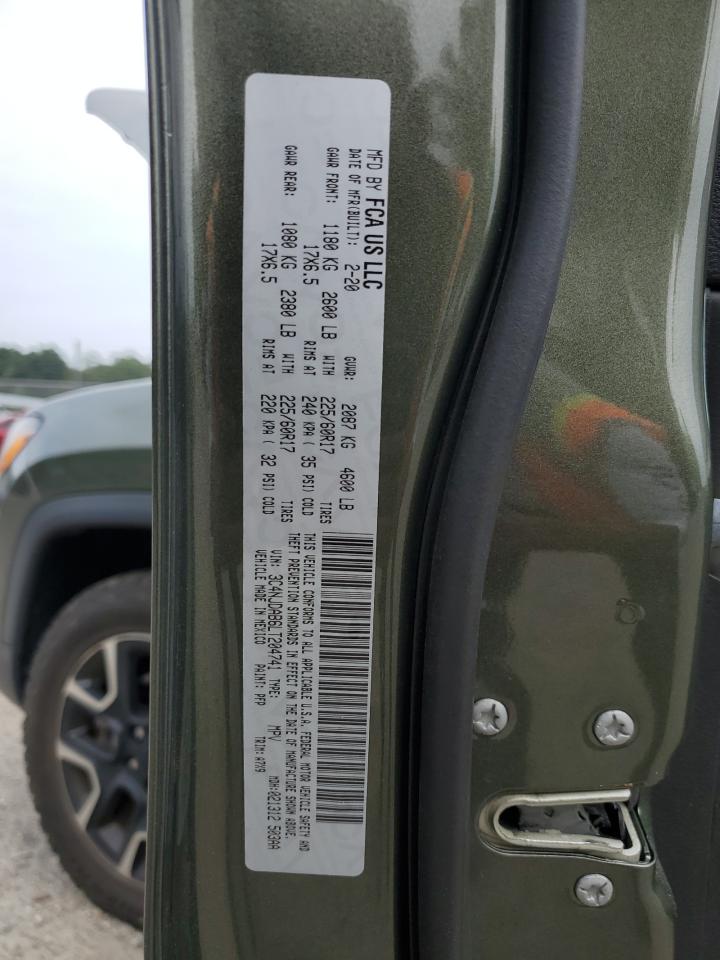 MFD BY FCA US LLC
DATE OF MFR(BUILT): 2-20 GVWR: 2087 KG 4600 LB
GAWR FRONT: 1180 KG 2600 LB WITH 225/60R17 TIRES
17X6.5 RIMS AT 240 KPA ( 35 PSI) COLD
GAWR REAR: 1080 KG 2380 LB WITH 225/60R17 TIRES
17X6.5 RIMS AT 220 KPA ( 32 PSI) COLD
THIS VEHICLE CONFORMS TO ALL APPLICABLE U.S.A. FEDERAL MOTOR VEHICLE SAFETY AND
THEFT PREVENTION STANDARDS IN EFFECT ON THE DATE OF MANUFACTURE SHOWN ABOVE.
VIN: 3C4NJDAB6LT204741 TYPE: MPV MDH:021312 503AA
VEHICLE MADE IN MEXICO PAINT: PFP TRIM: A7X9